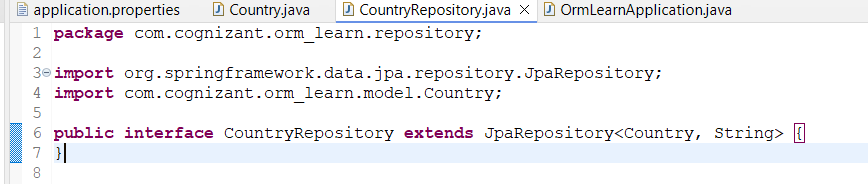 application.properties Country.java CountryRepository.java OrmLearnApplication.java
1 package com.cognizant.orm_learn.repository;
2
3 import org.springframework.data.jpa.repository.JpaRepository;
4 import com.cognizant.orm_learn.model.Country;
5
6 public interface CountryRepository extends JpaRepository<Country, String> {
7 }
8